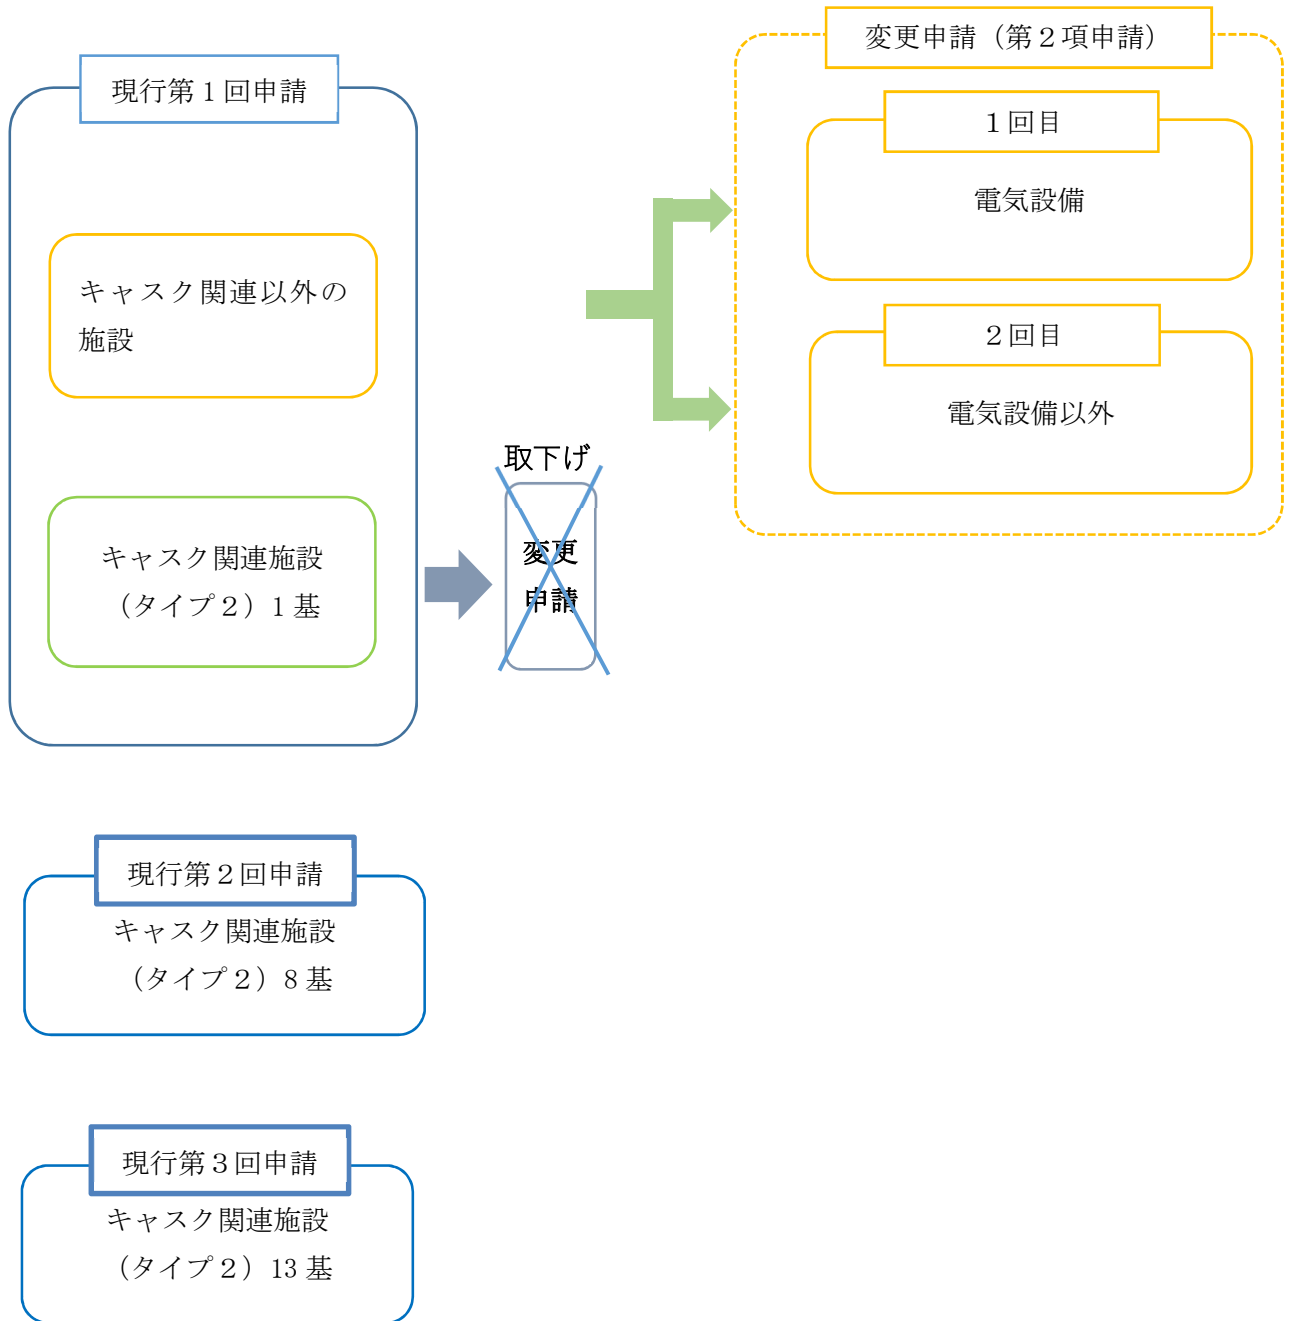 現行第１回申請
キャスク関連以外の
施設
キャスク関連施設
（タイプ２）1 基
取下げ
変更
申請
変更申請（第２項申請）
１回目
電気設備
２回目
電気設備以外
現行第２回申請
キャスク関連施設
（タイプ２）8 基
現行第３回申請
キャスク関連施設
（タイプ２）13 基